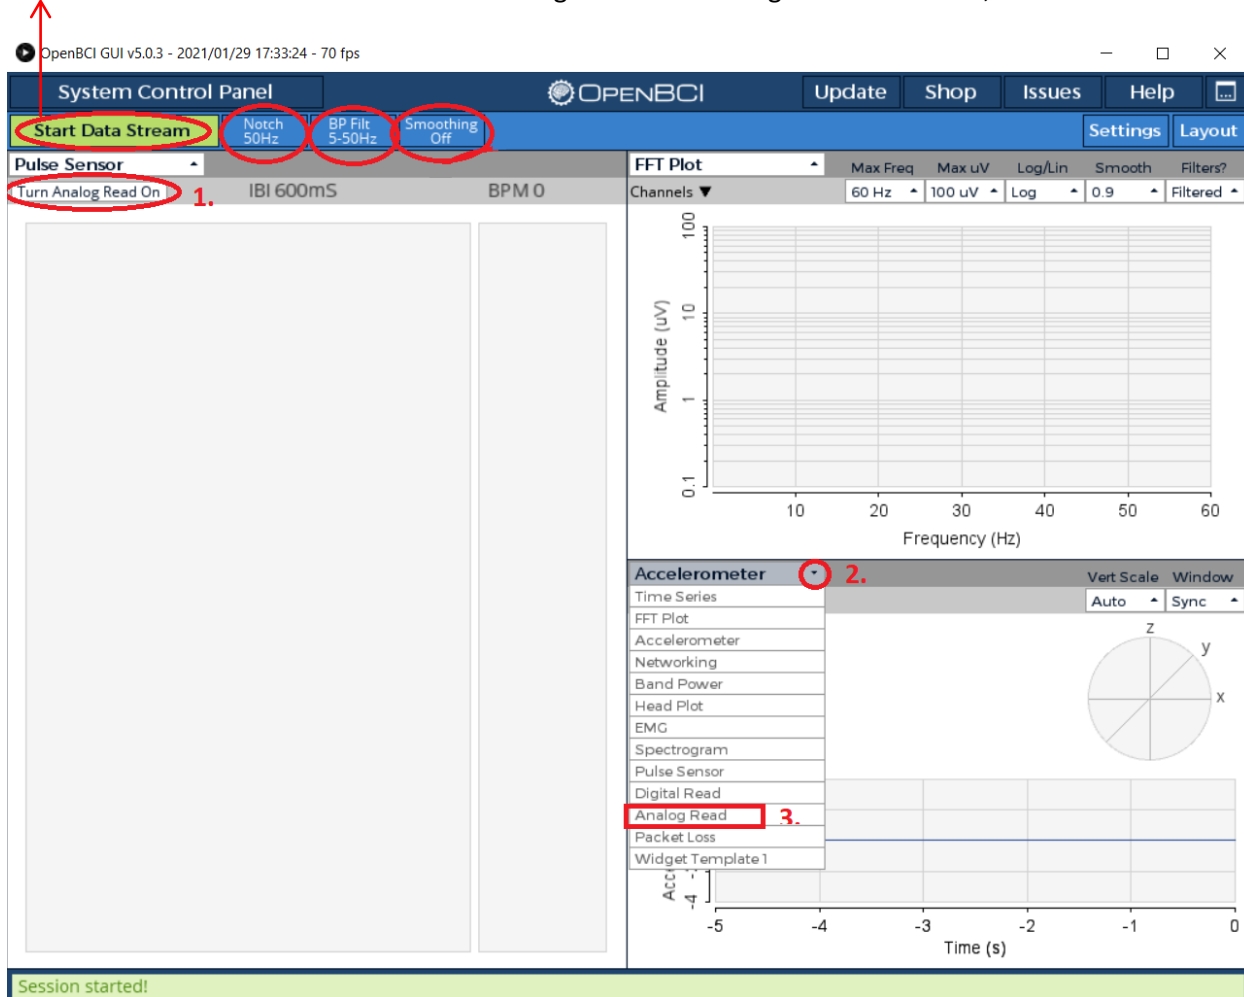 OpenBCI GUI v5.0.3 - 2021/01/29 17:33:24 - 70 fps
System Control Panel
OPENBCI
Update
Shop
Issues
Help
Start Data Stream
Notch
50Hz
BP Filt
5-50Hz
Smoothing
Off
Settings
Layout
Pulse Sensor
Turn Analog Read On
1.
IBI 600mS
BPM 0
FFT Plot
Max Freq
Max uV
Log/Lin
Smooth
Filters?
Channels ▼
60 Hz
100 uV
Log
0.9
Filtered
Amplitude (uV)
100
10
1
0.1
10 20 30 40 50 60
Frequency (Hz)
Accelerometer
2.
Vert Scale
Window
Auto
Sync
Time Series
FFT Plot
Accelerometer
Networking
Band Power
Head Plot
EMG
Spectrogram
Pulse Sensor
Digital Read
Analog Read
3.
Packet Loss
Widget Template 1
z
y
x
-4
-5 -4 -3 -2 -1 0
Time (s)
Session started!